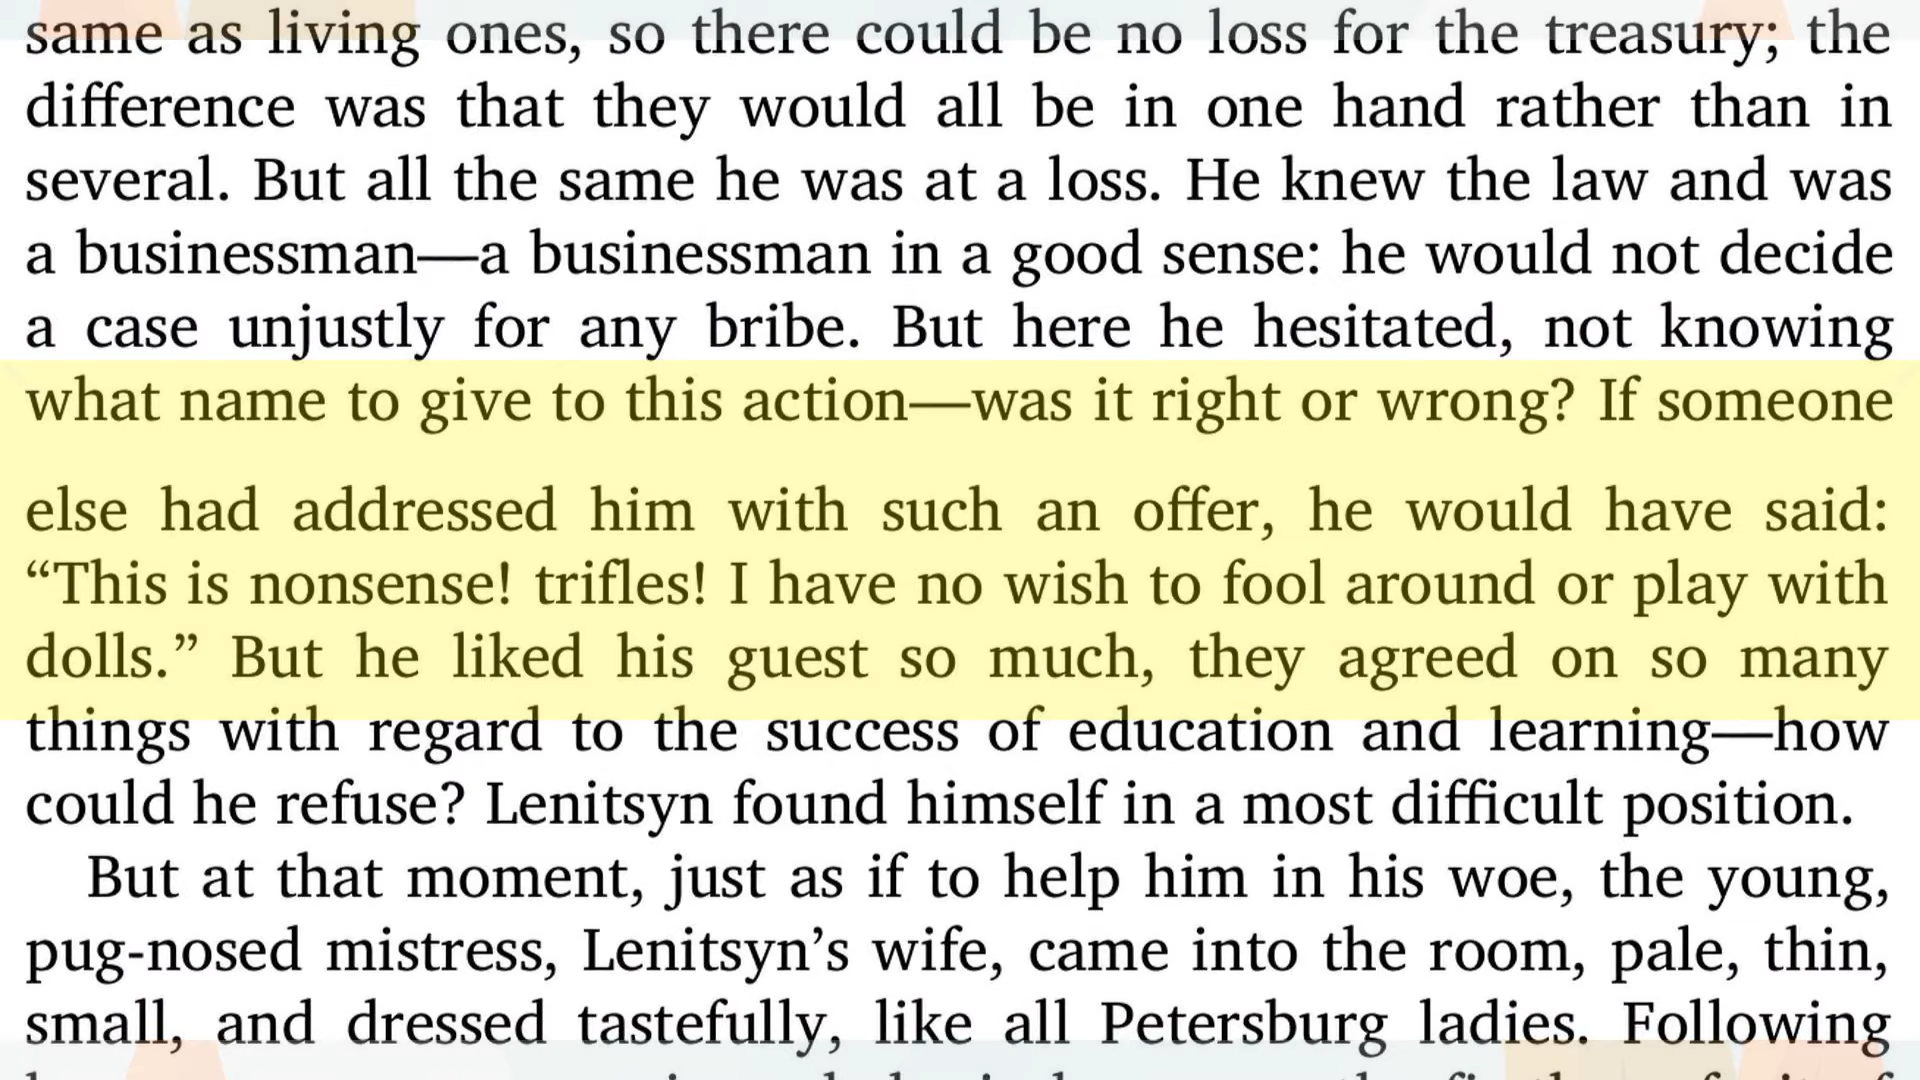 same as living ones, so there could be no loss for the treasury; the
difference was that they would all be in one hand rather than in
several. But all the same he was at a loss. He knew the law and was
a businessman—a businessman in a good sense: he would not decide
a case unjustly for any bribe. But here he hesitated, not knowing
what name to give to this action—was it right or wrong? If someone
else had addressed him with such an offer, he would have said:
“This is nonsense! trifles! I have no wish to fool around or play with
dolls.” But he liked his guest so much, they agreed on so many
things with regard to the success of education and learning—how
could he refuse? Lenitsyn found himself in a most difficult position.
But at that moment, just as if to help him in his woe, the young,
pug-nosed mistress, Lenitsyn’s wife, came into the room, pale, thin,
small, and dressed tastefully, like all Petersburg ladies. Following